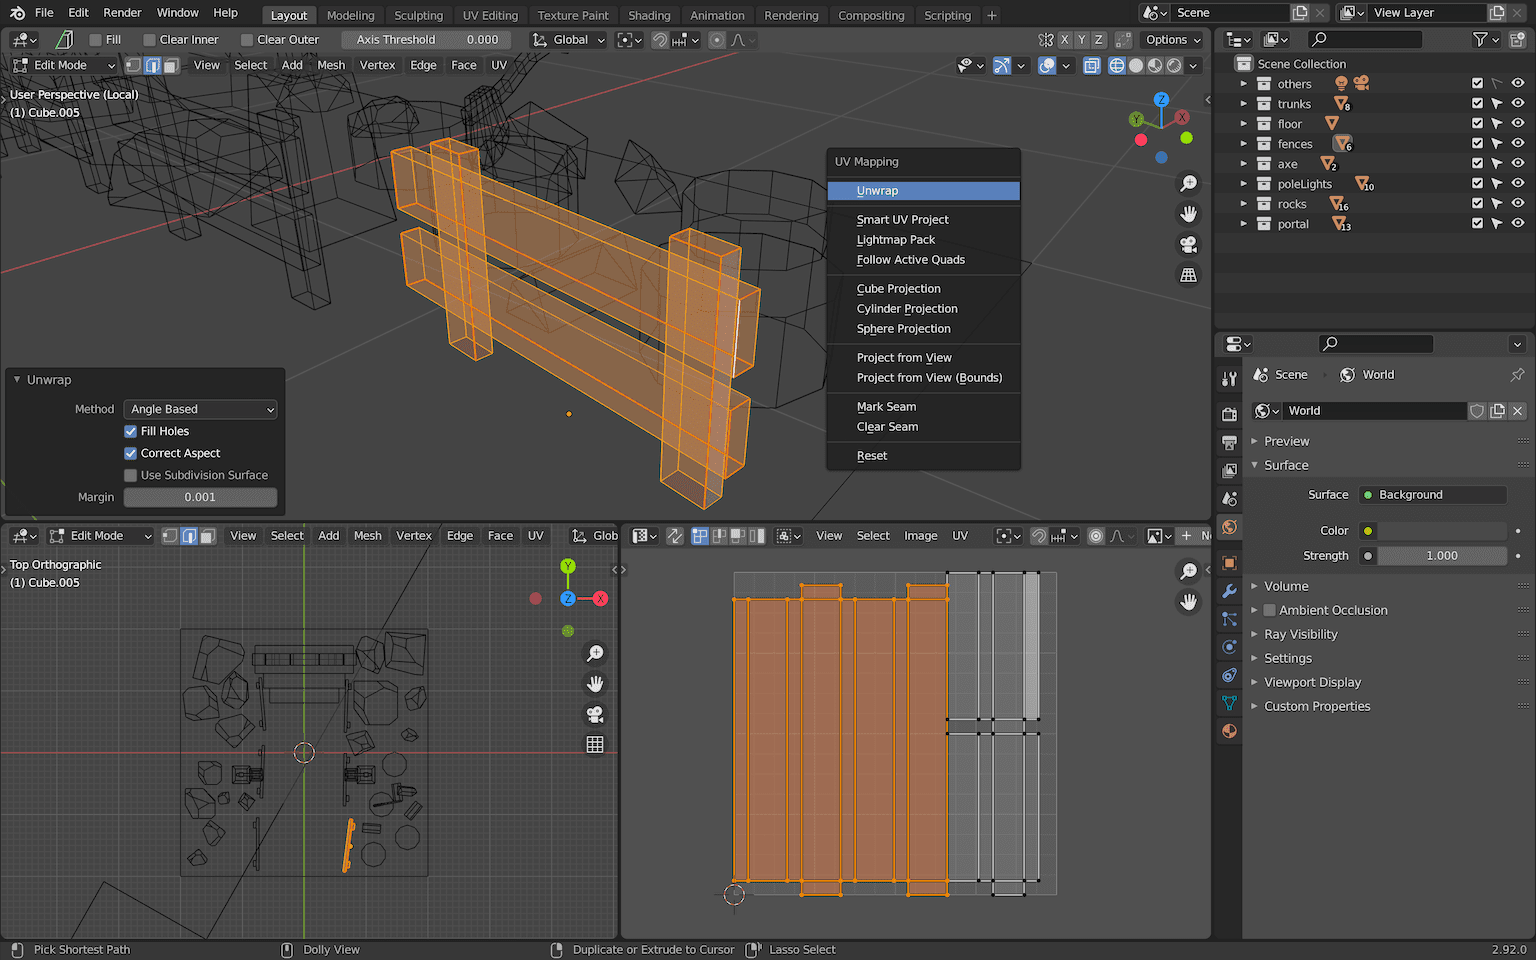 File Edit Render Window Help Layout Modeling Sculpting UV Editing Texture Paint Shading Animation Rendering Compositing Scripting + Scene View Layer
Fill Clear Inner Clear Outer Axis Threshold 0.000 Global X Y Z Options
Edit Mode View Select Add Mesh Vertex Edge Face UV
User Perspective (Local)
(1) Cube.005
Z
Y
X
UV Mapping
Unwrap
Smart UV Project
Lightmap Pack
Follow Active Quads
Cube Projection
Cylinder Projection
Sphere Projection
Project from View
Project from View (Bounds)
Mark Seam
Clear Seam
Reset
Unwrap
Method Angle Based
Fill Holes
Correct Aspect
Use Subdivision Surface
Margin 0.001
Scene Collection
others
trunks 8
floor
fences 6
axe 2
poleLights 10
rocks 16
portal 13
Scene World
World
Preview
Surface
Surface Background
Color
Strength 1.000
Volume
Ambient Occlusion
Ray Visibility
Settings
Viewport Display
Custom Properties
Edit Mode View Select Add Mesh Vertex Edge Face UV Glob
Top Orthographic
(1) Cube.005
Y
Z
X
View Select Image UV + N
Pick Shortest Path Dolly View Duplicate or Extrude to Cursor Lasso Select 2.92.0